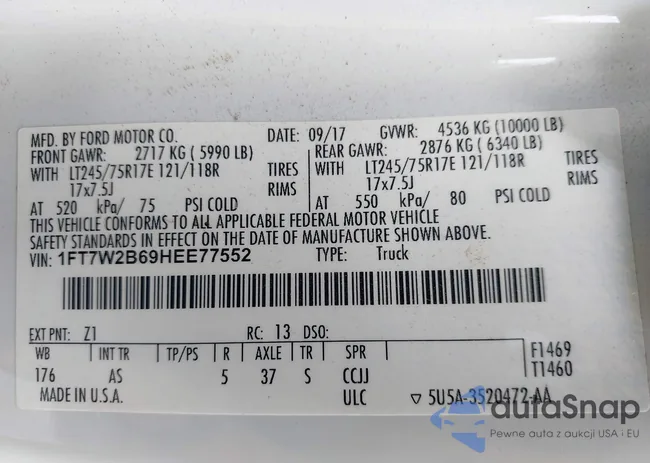 MFD. BY FORD MOTOR CO. DATE: 09/17 GVWR: 4536 KG (10000 LB)
FRONT GAWR: 2717 KG ( 5990 LB) REAR GAWR: 2876 KG ( 6340 LB)
WITH LT245/75R17E 121/118R TIRES WITH LT245/75R17E 121/118R TIRES
17x7.5J RIMS 17x7.5J RIMS
AT 520 kPa/ 75 PSI COLD AT 550 kPa/ 80 PSI COLD
THIS VEHICLE CONFORMS TO ALL APPLICABLE FEDERAL MOTOR VEHICLE
SAFETY STANDARDS IN EFFECT ON THE DATE OF MANUFACTURE SHOWN ABOVE.
VIN: 1FT7W2B69HEE77552 TYPE: Truck
EXT PNT: Z1 RC: 13 DSO:
WB INT TR TP/PS R AXLE TR SPR F1469
176 AS 5 37 S CCJJ T1460
MADE IN U.S.A. ULC ▽ 5U5A-3520472-AA
autaSnap
Pewne auta z aukcji USA i EU